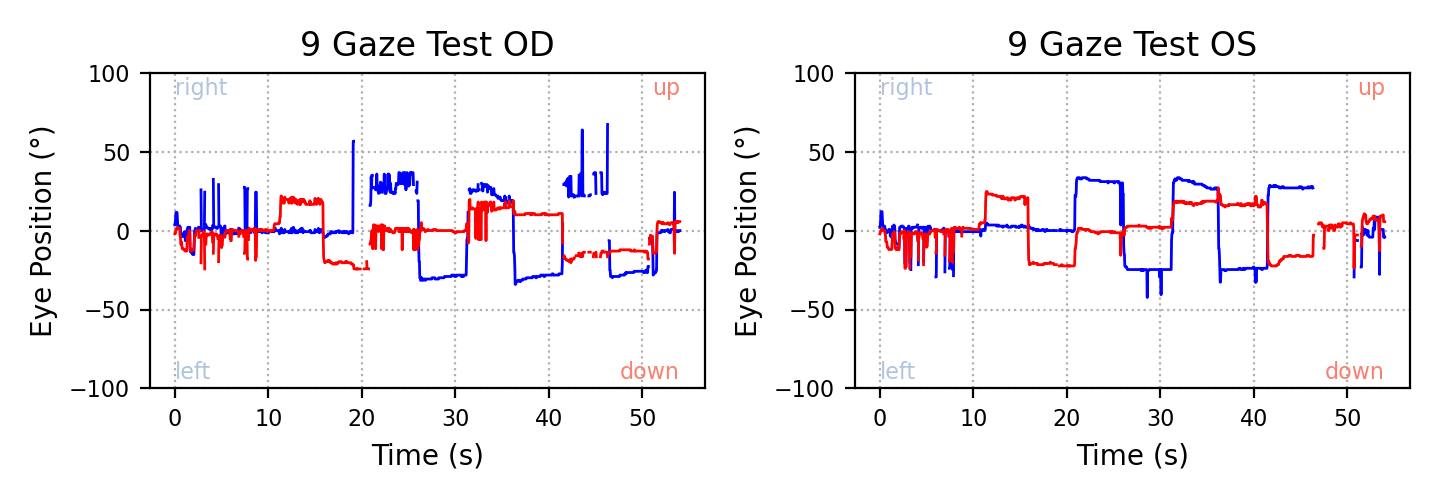 9 Gaze Test OD
100
50
0
−50
−100
Eye Position (°)
right
up
left
down
0
10
20
30
40
50
Time (s)
9 Gaze Test OS
100
50
0
−50
−100
Eye Position (°)
right
up
left
down
0
10
20
30
40
50
Time (s)